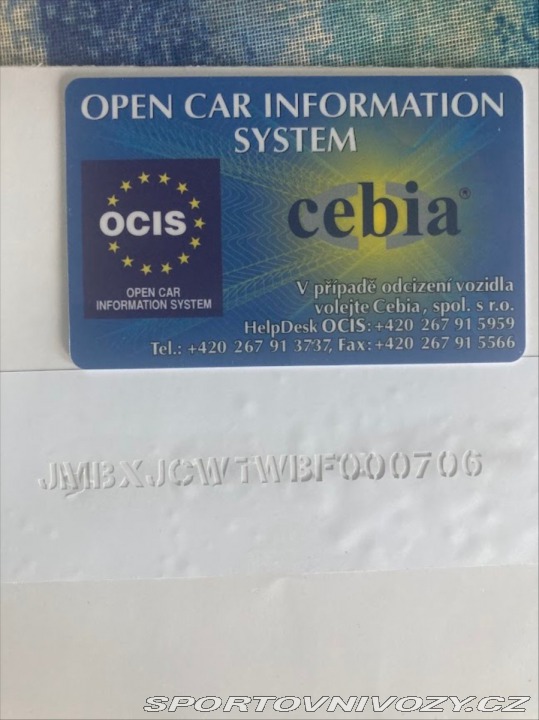 OPEN CAR INFORMATION
SYSTEM
OCIS
OPEN CAR
INFORMATION SYSTEM
cebia®
V případě odcizení vozidla
volejte Cebia, spol. s r.o.
HelpDesk OCIS: +420 267 91 5959
Tel.: +420 267 91 3737, Fax: +420 267 91 5566
JMBXJCW7WBF000706
SPORTOVNIVOZY.CZ